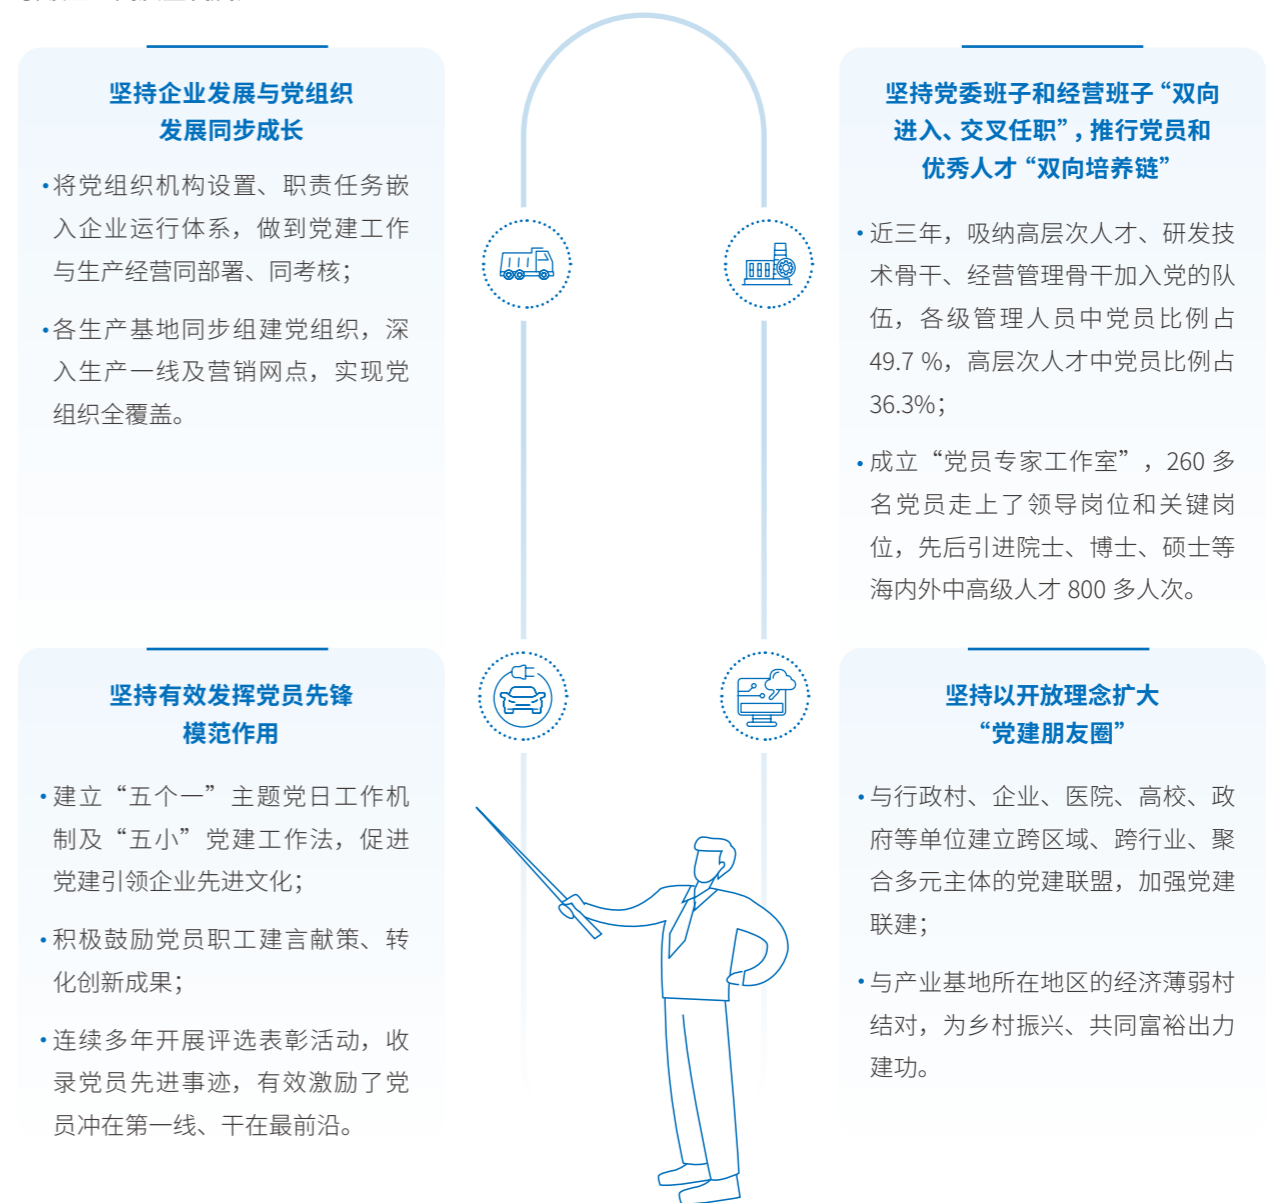 坚持企业发展与党组织
发展同步成长
•将党组织机构设置、职责任务嵌
入企业运行体系，做到党建工作
与生产经营同部署、同考核；
•各生产基地同步组建党组织，深
入生产一线及营销网点，实现党
组织全覆盖。
坚持党委班子和经营班子“双向
进入、交叉任职”，推行党员和
优秀人才“双向培养链”
•近三年，吸纳高层次人才、研发技
术骨干、经营管理骨干加入党的队
伍，各级管理人员中党员比例占
49.7 %，高层次人才中党员比例占
36.3%；
•成立“党员专家工作室”，260 多
名党员走上了领导岗位和关键岗
位，先后引进院士、博士、硕士等
海内外中高级人才 800 多人次。
坚持有效发挥党员先锋
模范作用
•建立“五个一”主题党日工作机
制及“五小”党建工作法，促进
党建引领企业先进文化；
•积极鼓励党员职工建言献策、转
化创新成果；
•连续多年开展评选表彰活动，收
录党员先进事迹，有效激励了党
员冲在第一线、干在最前沿。
坚持以开放理念扩大
“党建朋友圈”
•与行政村、企业、医院、高校、政
府等单位建立跨区域、跨行业、聚
合多元主体的党建联盟，加强党建
联建；
•与产业基地所在地区的经济薄弱村
结对，为乡村振兴、共同富裕出力
建功。